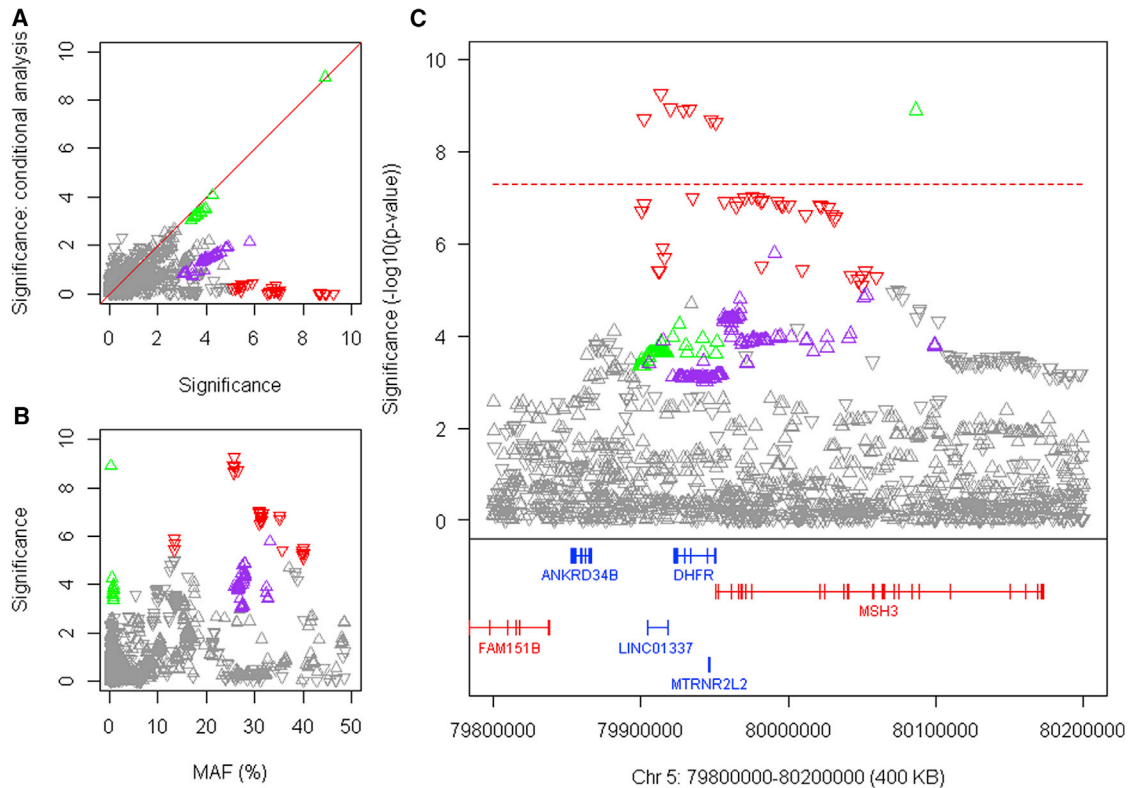 A
Significance: conditional analysis
10
8
6
4
2
0
0 2 4 6 8 10
Significance
B
Significance
10
8
6
4
2
0
0 10 20 30 40 50
MAF (%)
C
Significance (-log10(p-value))
10
8
6
4
2
0
ANKRD34B
DHFR
MSH3
FAM151B
LINC01337
MTRNR2L2
79800000 79900000 80000000 80100000 80200000
Chr 5: 79800000-80200000 (400 KB)